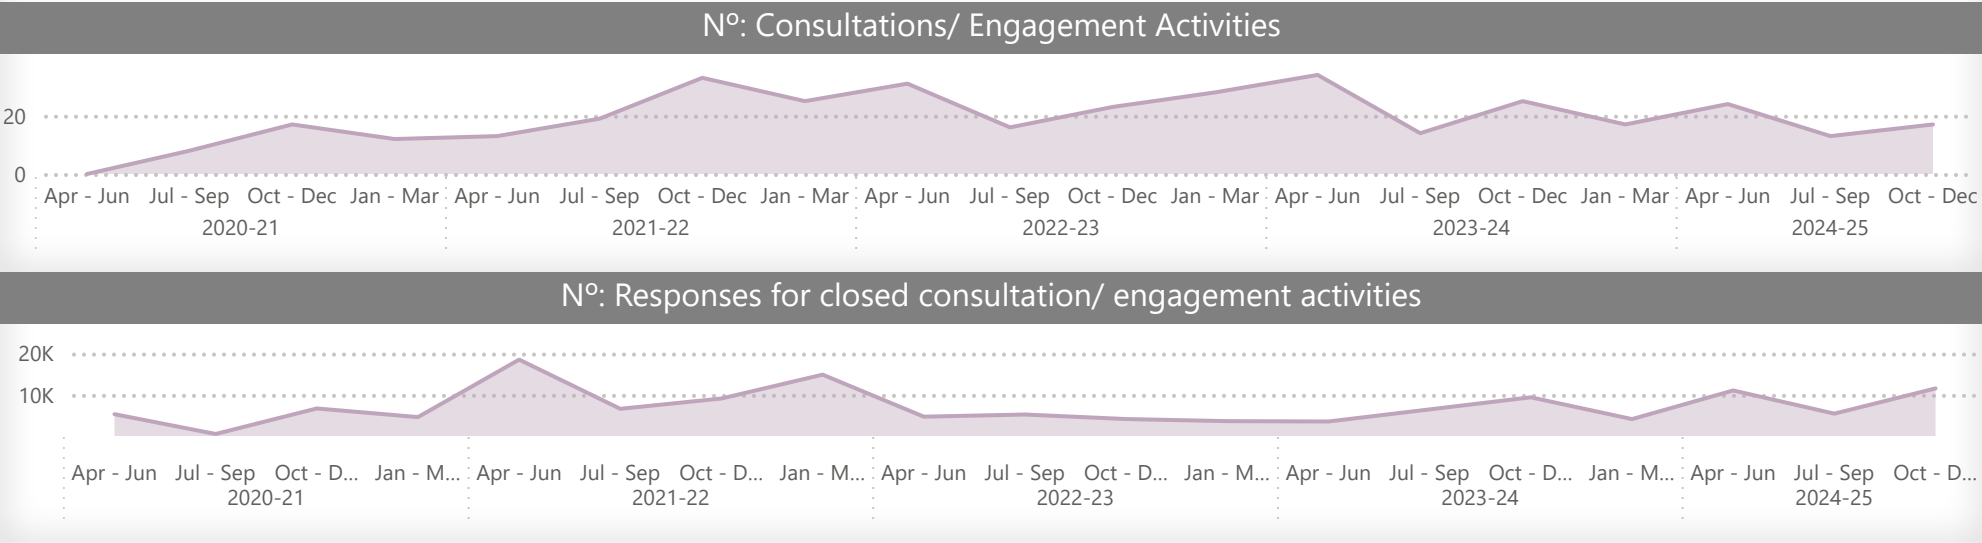 Nº: Consultations/ Engagement Activities
20
0
Apr - Jun Jul - Sep Oct - Dec Jan - Mar Apr - Jun Jul - Sep Oct - Dec Jan - Mar Apr - Jun Jul - Sep Oct - Dec Jan - Mar Apr - Jun Jul - Sep Oct - Dec Jan - Mar Apr - Jun Jul - Sep Oct - Dec
2020-21 2021-22 2022-23 2023-24 2024-25
Nº: Responses for closed consultation/ engagement activities
20K
10K
Apr - Jun Jul - Sep Oct - D... Jan - M... Apr - Jun Jul - Sep Oct - D... Jan - M... Apr - Jun Jul - Sep Oct - D... Jan - M... Apr - Jun Jul - Sep Oct - D... Jan - M... Apr - Jun Jul - Sep Oct - D...
2020-21 2021-22 2022-23 2023-24 2024-25